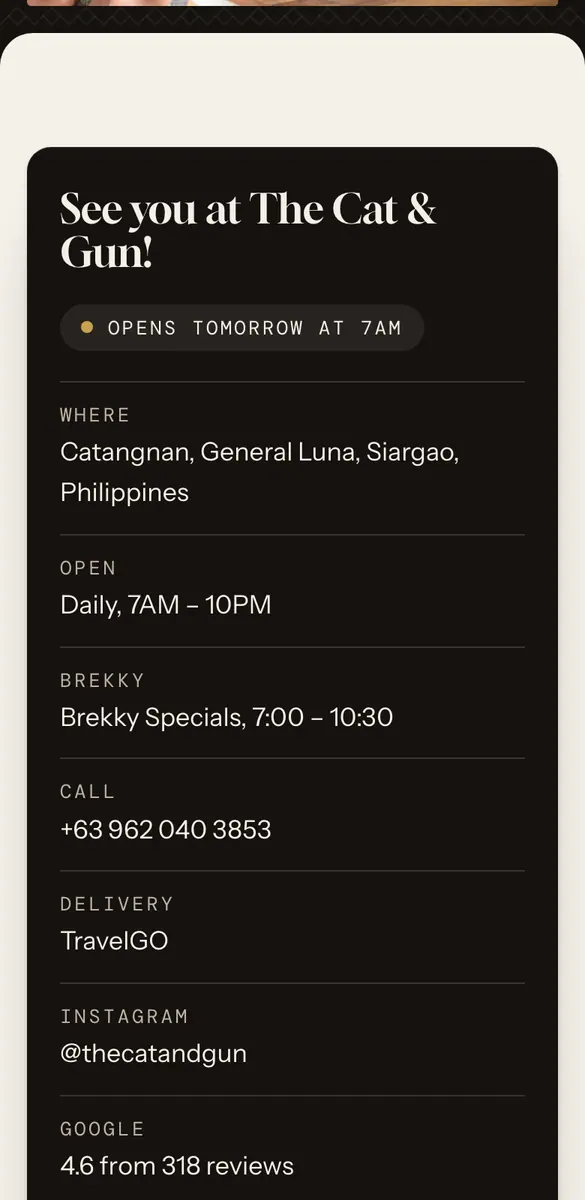 See you at The Cat &
Gun!
OPENS TOMORROW AT 7AM
WHERE
Catangnan, General Luna, Siargao,
Philippines
OPEN
Daily, 7AM – 10PM
BREKKY
Brekky Specials, 7:00 – 10:30
CALL
+63 962 040 3853
DELIVERY
TravelGO
INSTAGRAM
@thecatandgun
GOOGLE
4.6 from 318 reviews